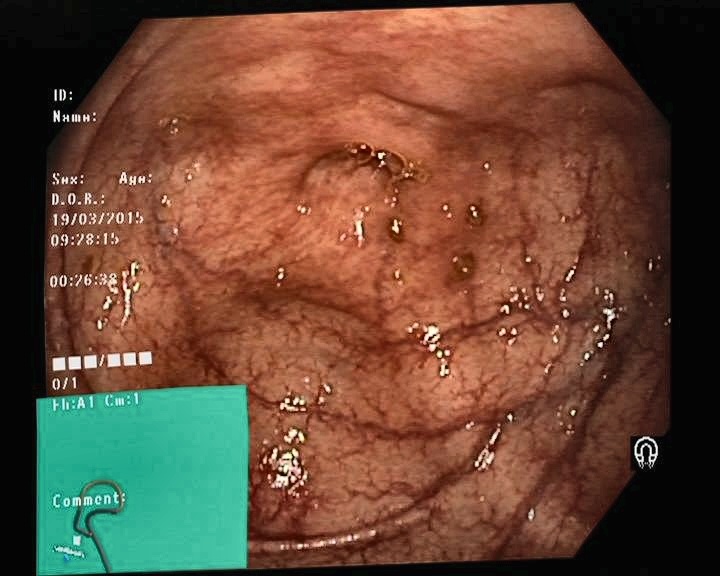 ID:
Name:
Sex: Age:
D.O.B.:
19/03/2015
09:28:15
00:26:38
0/1
Ph:A1 Cm:1
Comment: